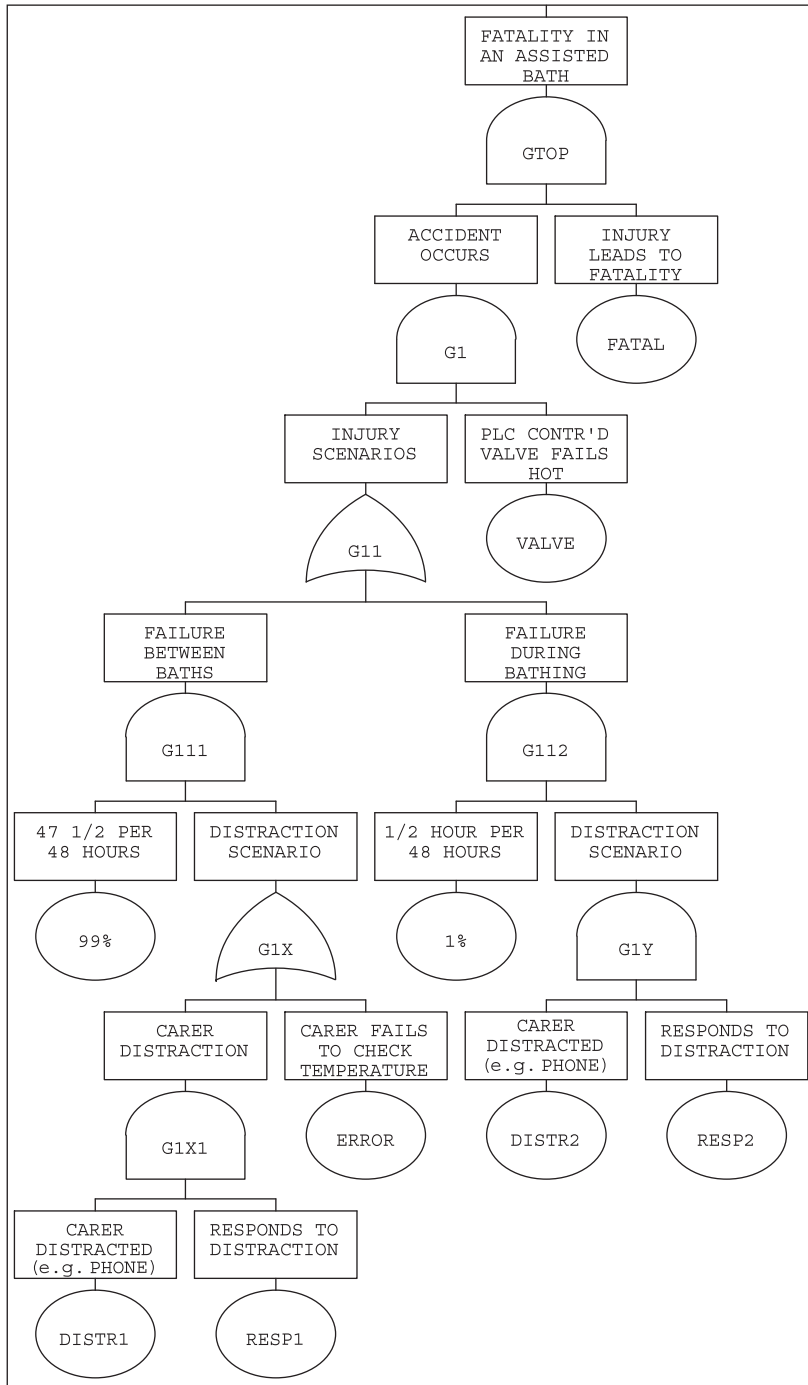 FATALITY IN
AN ASSISTED
BATH
GTOP
ACCIDENT
OCCURS
INJURY
LEADS TO
FATALITY
G1
FATAL
INJURY
SCENARIOS
PLC CONTR'D
VALVE FAILS
HOT
G11
VALVE
FAILURE
BETWEEN
BATHS
FAILURE
DURING
BATHING
G111
G112
47 1/2 PER
48 HOURS
DISTRACTION
SCENARIO
1/2 HOUR PER
48 HOURS
DISTRACTION
SCENARIO
99%
G1X
1%
G1Y
CARER
DISTRACTION
CARER FAILS
TO CHECK
TEMPERATURE
CARER
DISTRACTED
(e.g. PHONE)
RESPONDS TO
DISTRACTION
G1X1
ERROR
DISTR2
RESP2
CARER
DISTRACTED
(e.g. PHONE)
RESPONDS TO
DISTRACTION
DISTR1
RESP1